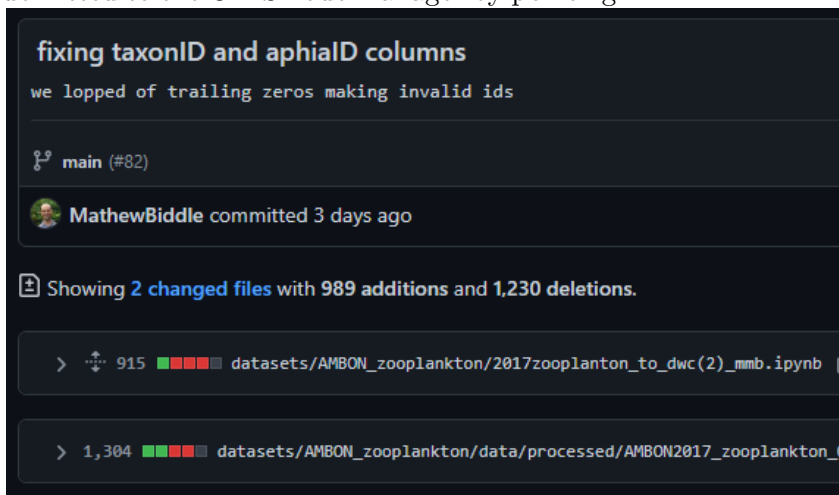 fixing taxonID and aphiaID columns
we lopped of trailing zeros making invalid ids
main (#82)
MathewBiddle committed 3 days ago
Showing 2 changed files with 989 additions and 1,230 deletions.
915 datasets/AMBON_zooplankton/2017zooplanton_to_dwc(2)_mmb.ipynb
1,304 datasets/AMBON_zooplankton/data/processed/AMBON2017_zooplankton_